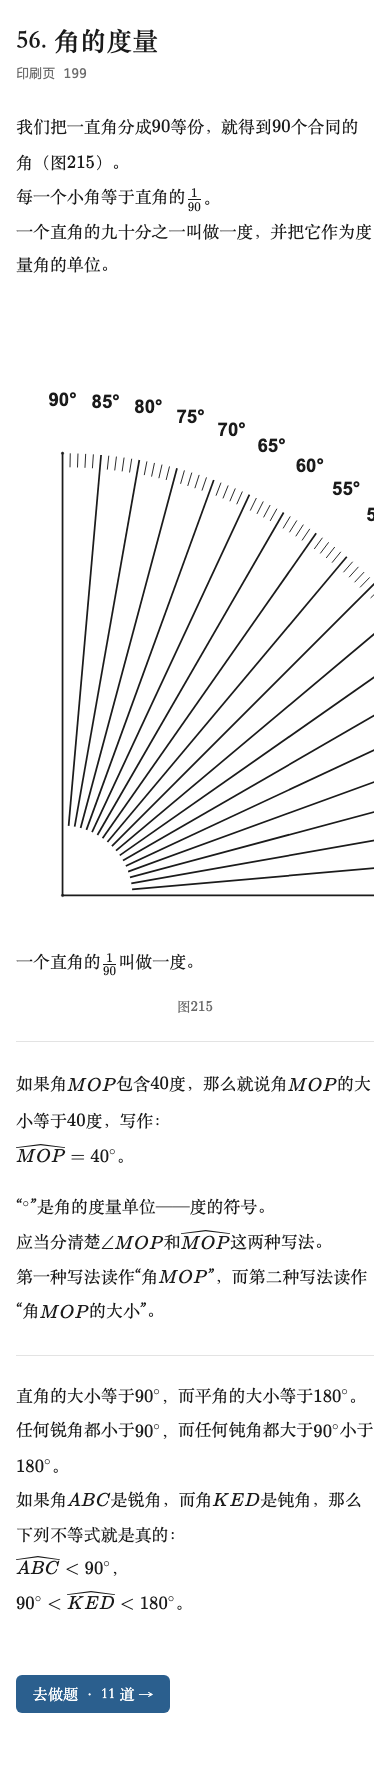 56. 角的度量
印刷页 199
我们把一直角分成90等份，就得到90个合同的
角（图215）。
每一个小角等于直角的1/90。
一个直角的九十分之一叫做一度，并把它作为度
量角的单位。
90° 85° 80° 75° 70° 65° 60° 55° 5
一个直角的1/90叫做一度。
图215
如果角MOP包含40度，那么就说角MOP的大
小等于40度，写作：
\widehat{MOP} = 40°。
“°”是角的度量单位——度的符号。
应当分清楚∠MOP和\widehat{MOP}这两种写法。
第一种写法读作“角MOP”，而第二种写法读作
“角MOP的大小”。
直角的大小等于90°，而平角的大小等于180°。
任何锐角都小于90°，而任何钝角都大于90°小于
180°。
如果角ABC是锐角，而角KED是钝角，那么
下列不等式就是真的：
\widehat{ABC} < 90°，
90° < \widehat{KED} < 180°。
去做题 · 11 道 →